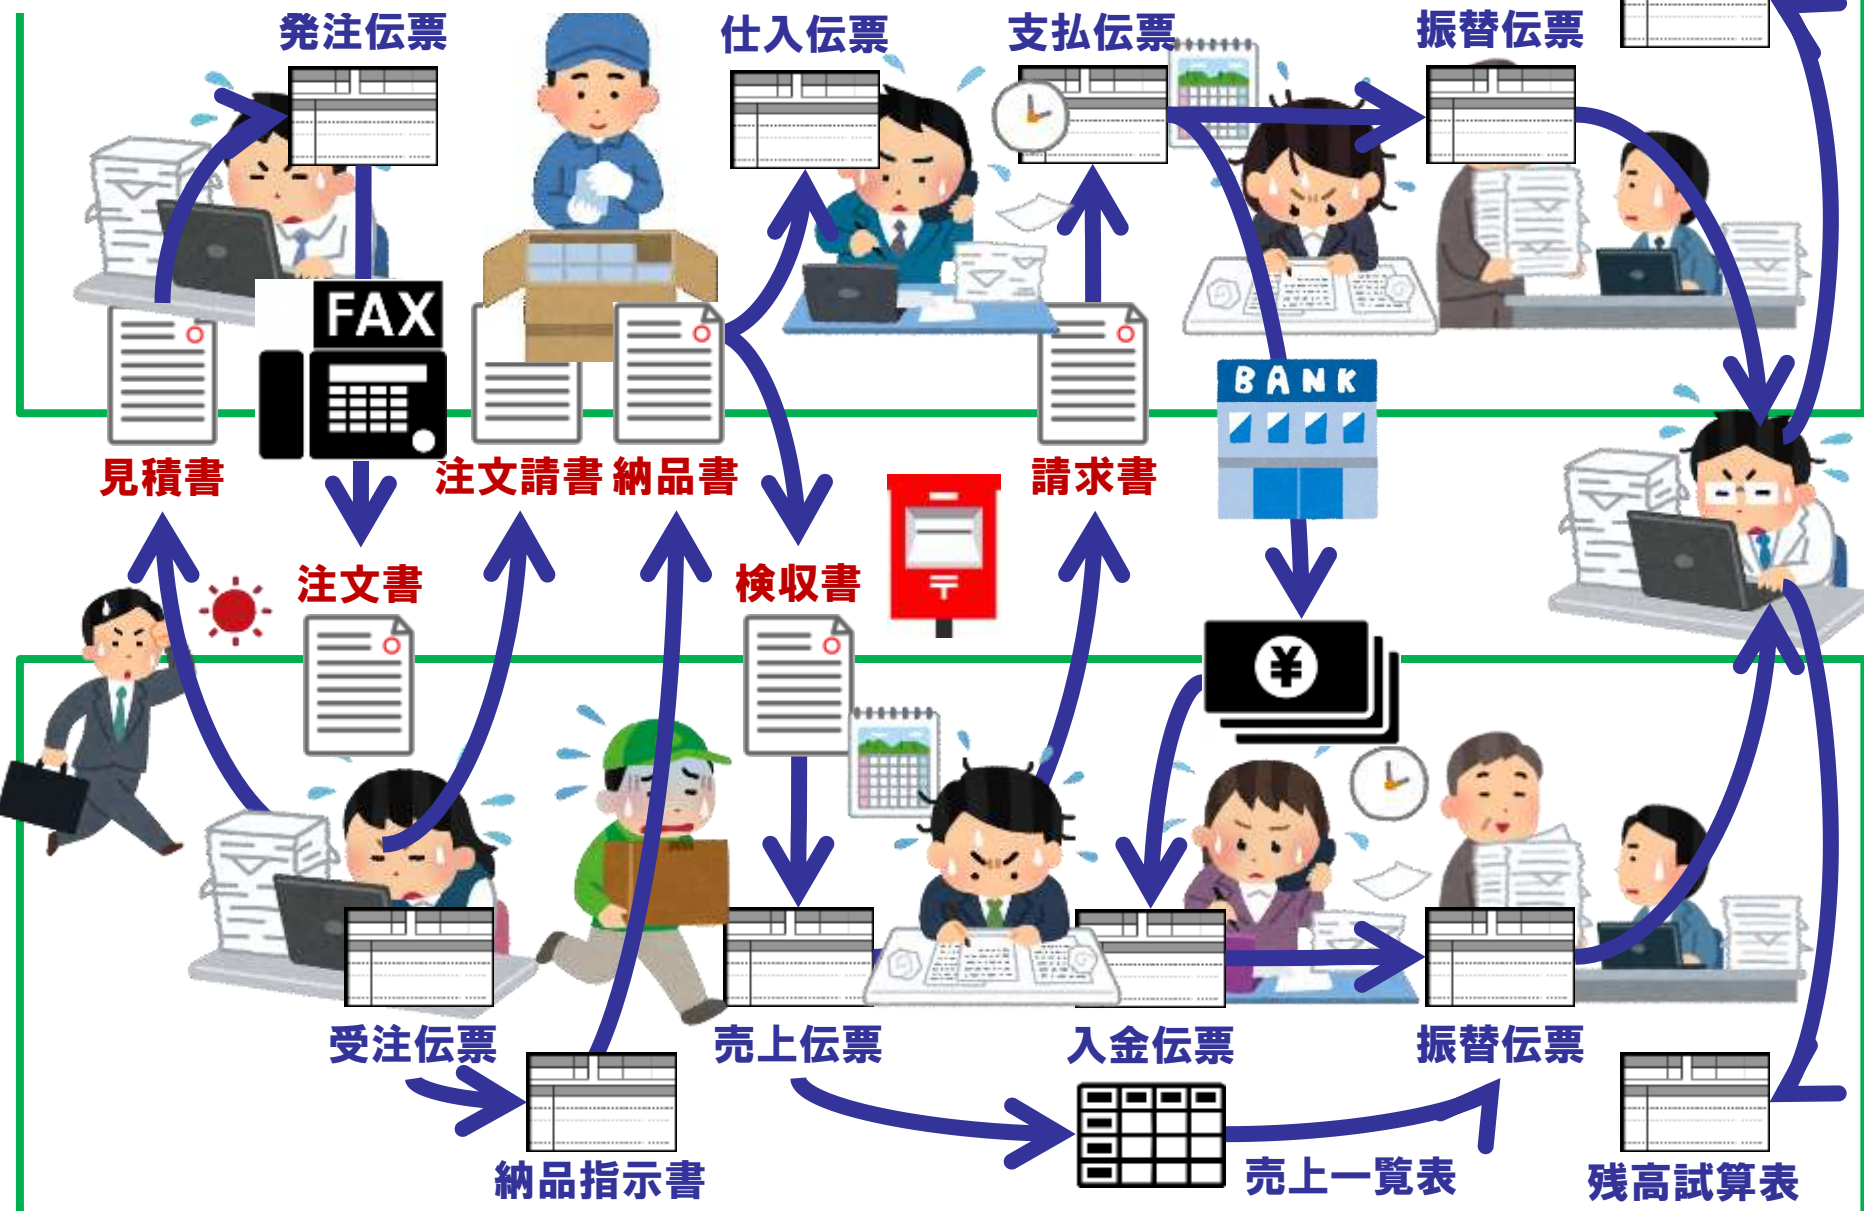 発注伝票
仕入伝票
支払伝票
振替伝票
FAX
BANK
見積書
注文請書
納品書
請求書
注文書
検収書
〒
¥
受注伝票
売上伝票
入金伝票
振替伝票
納品指示書
売上一覧表
残高試算表